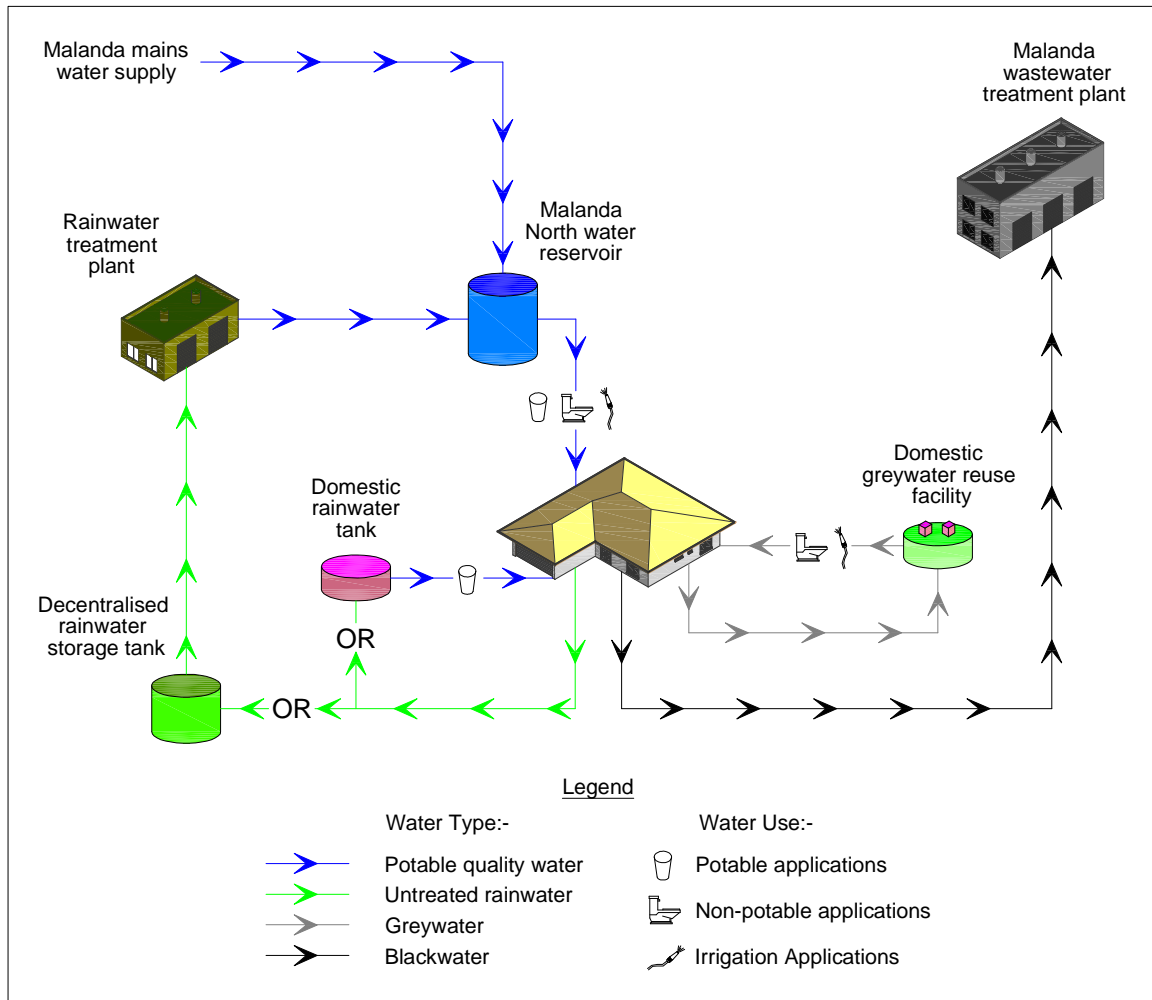 Malanda mains
water supply
Malanda
wastewater
treatment plant
Rainwater
treatment
plant
Malanda
North water
reservoir
Domestic
rainwater
tank
Domestic
greywater reuse
facility
Decentralised
rainwater
storage tank
OR
OR
Legend
Water Type:-
Water Use:-
Potable quality water
Potable applications
Untreated rainwater
Greywater
Non-potable applications
Blackwater
Irrigation Applications